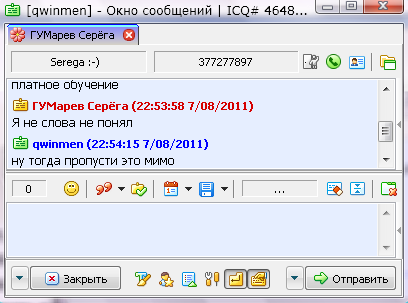 [qwinmen] - Окно сообщений | ICQ# 4648...
ГУМарев Серёга
Serega :-)
377277897
платное обучение
ГУМарев Серёга (22:53:58 7/08/2011)
Я не слова не понял
qwinmen (22:54:15 7/08/2011)
ну тогда пропусти это мимо
0
...
Закрыть
Отправить